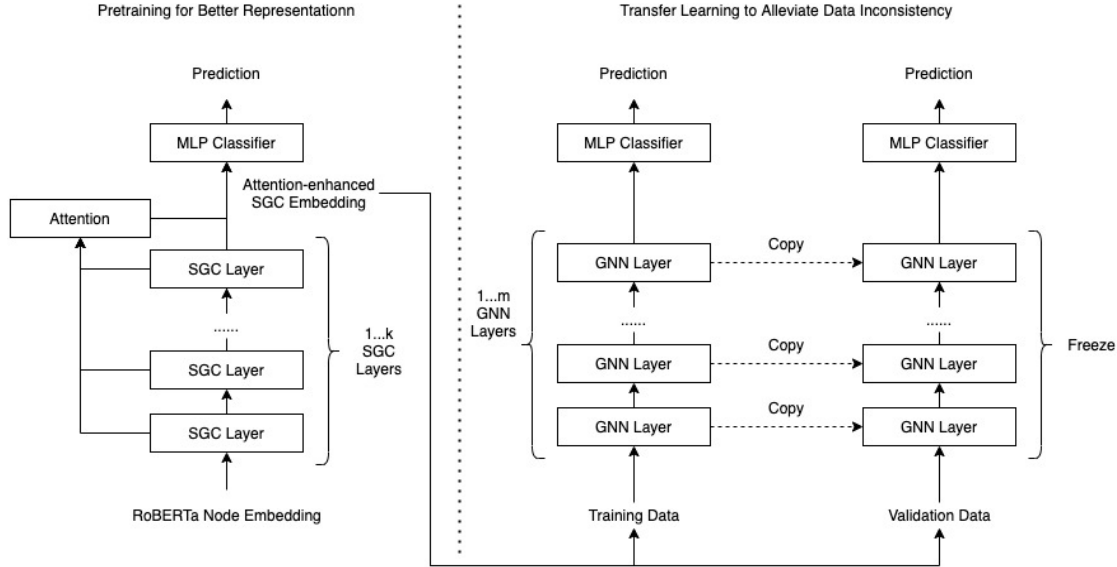 Pretraining for Better Representationn
Prediction
MLP Classifier
Attention-enhanced
SGC Embedding
Attention
SGC Layer
......
SGC Layer
SGC Layer
1...k
SGC
Layers
RoBERTa Node Embedding
Transfer Learning to Alleviate Data Inconsistency
Prediction
Prediction
MLP Classifier
MLP Classifier
GNN Layer
Copy
GNN Layer
1...m
GNN
Layers
......
......
GNN Layer
Copy
GNN Layer
Freeze
GNN Layer
Copy
GNN Layer
Training Data
Validation Data